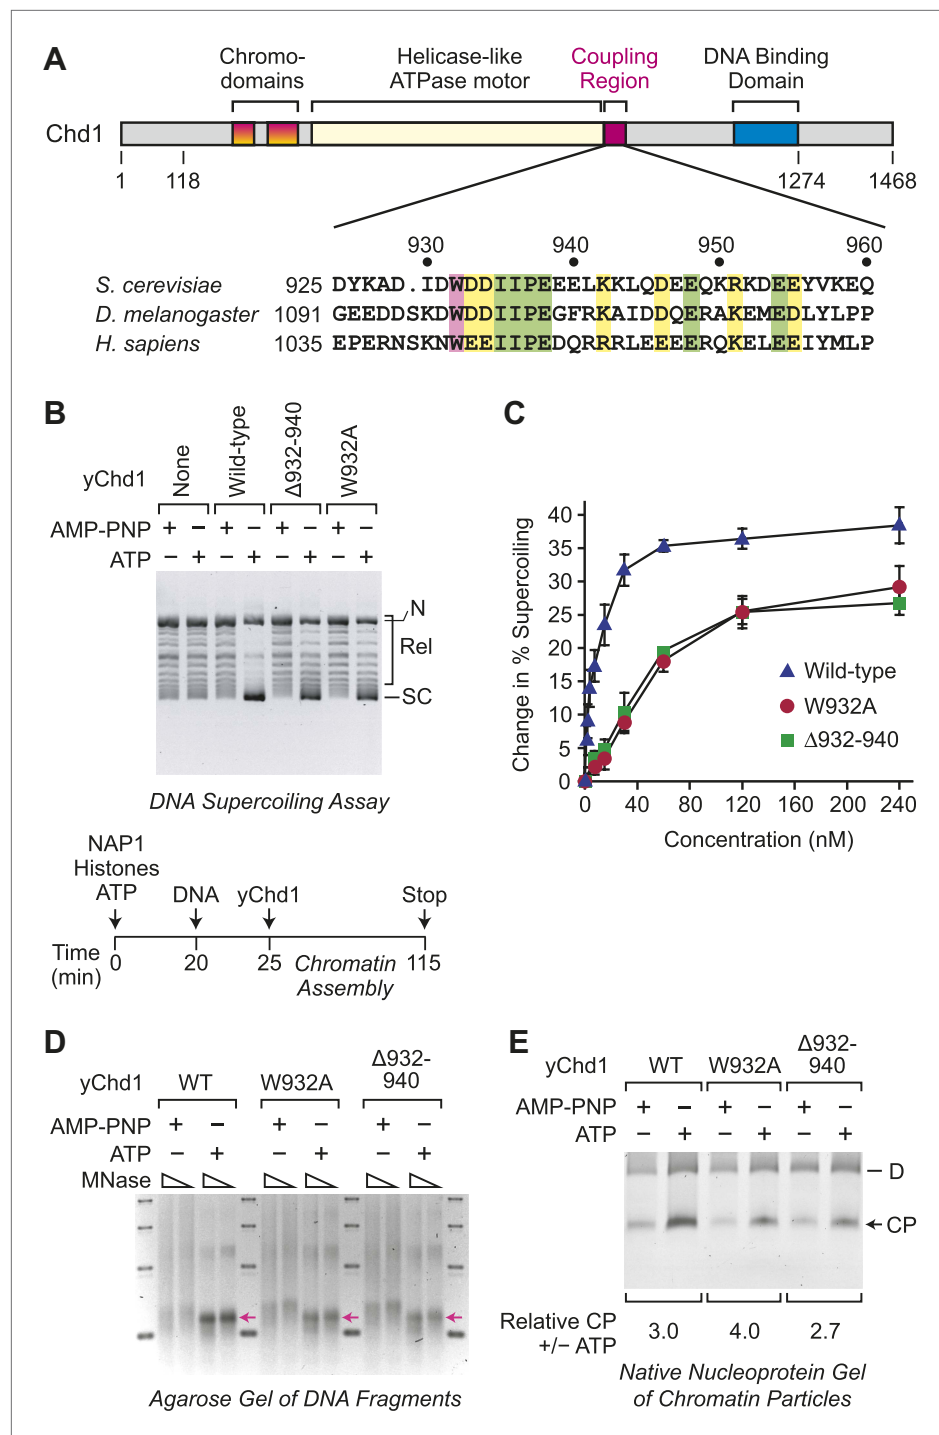 A
Chromo-
domains
Helicase-like
ATPase motor
Coupling
Region
DNA Binding
Domain
Chd1
1
118
1274
1468
930
940
950
960
S. cerevisiae 925 DYKAD.IDWDDIIPEEELKKLQDEEQKRKDEEYVKEQ
D. melanogaster 1091 GEEDDSKDWDDIIPEGFRKAIDDQERAKEMEDLYLPP
H. sapiens 1035 EPERNSKNWEEIIPEDQRRRLEEEERQKELEEIYMLP
B
yChd1
None
Wild-type
Δ932-940
W932A
AMP-PNP + − + − + − + −
ATP − + − + − + − +
N
Rel
SC
DNA Supercoiling Assay
NAP1
Histones
ATP
DNA
yChd1
Stop
Time
(min)
0
20
25
115
Chromatin
Assembly
C
Change in % Supercoiling
40
35
30
25
20
15
10
5
0
Wild-type
W932A
Δ932-940
0 40 80 120 160 200 240
Concentration (nM)
D
yChd1
WT
W932A
Δ932-
940
AMP-PNP + − + − + −
ATP − + − + − +
MNase
Agarose Gel of DNA Fragments
E
yChd1
WT
W932A
Δ932-
940
AMP-PNP + − + − + −
ATP − + − + − +
D
CP
Relative CP
+/− ATP
3.0
4.0
2.7
Native Nucleoprotein Gel
of Chromatin Particles